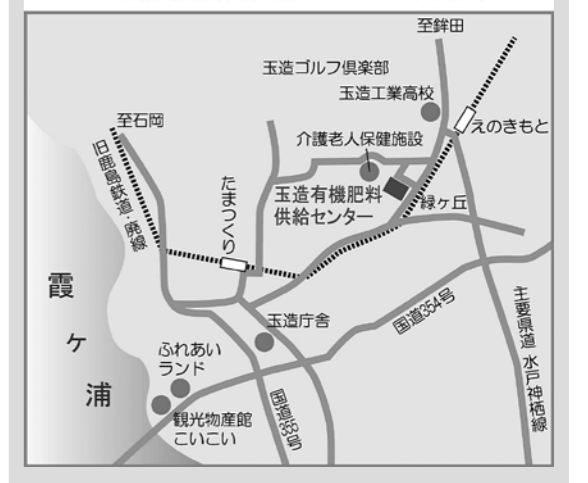 至鉾田
玉造ゴルフ倶楽部
玉造工業高校
えのきもと
至石岡
介護老人保健施設
旧鹿島鉄道・廃線
たまつくり
玉造有機肥料
供給センター
緑ヶ丘
霞ヶ浦
玉造庁舎
国道354号
主要県道 水戸神栖線
ふれあい
ランド
国道355号
観光物産館
こいこい